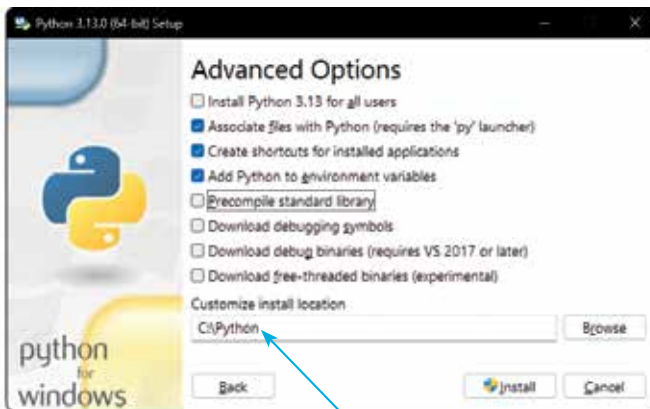 Python 3.13.0 (64-bit) Setup
Advanced Options
Install Python 3.13 for all users
Associate files with Python (requires the 'py' launcher)
Create shortcuts for installed applications
Add Python to environment variables
Precompile standard library
Download debugging symbols
Download debug binaries (requires VS 2017 or later)
Download free-threaded binaries (experimental)
Customize install location
C:\Python
Browse
python
for
windows
Back
Install
Cancel